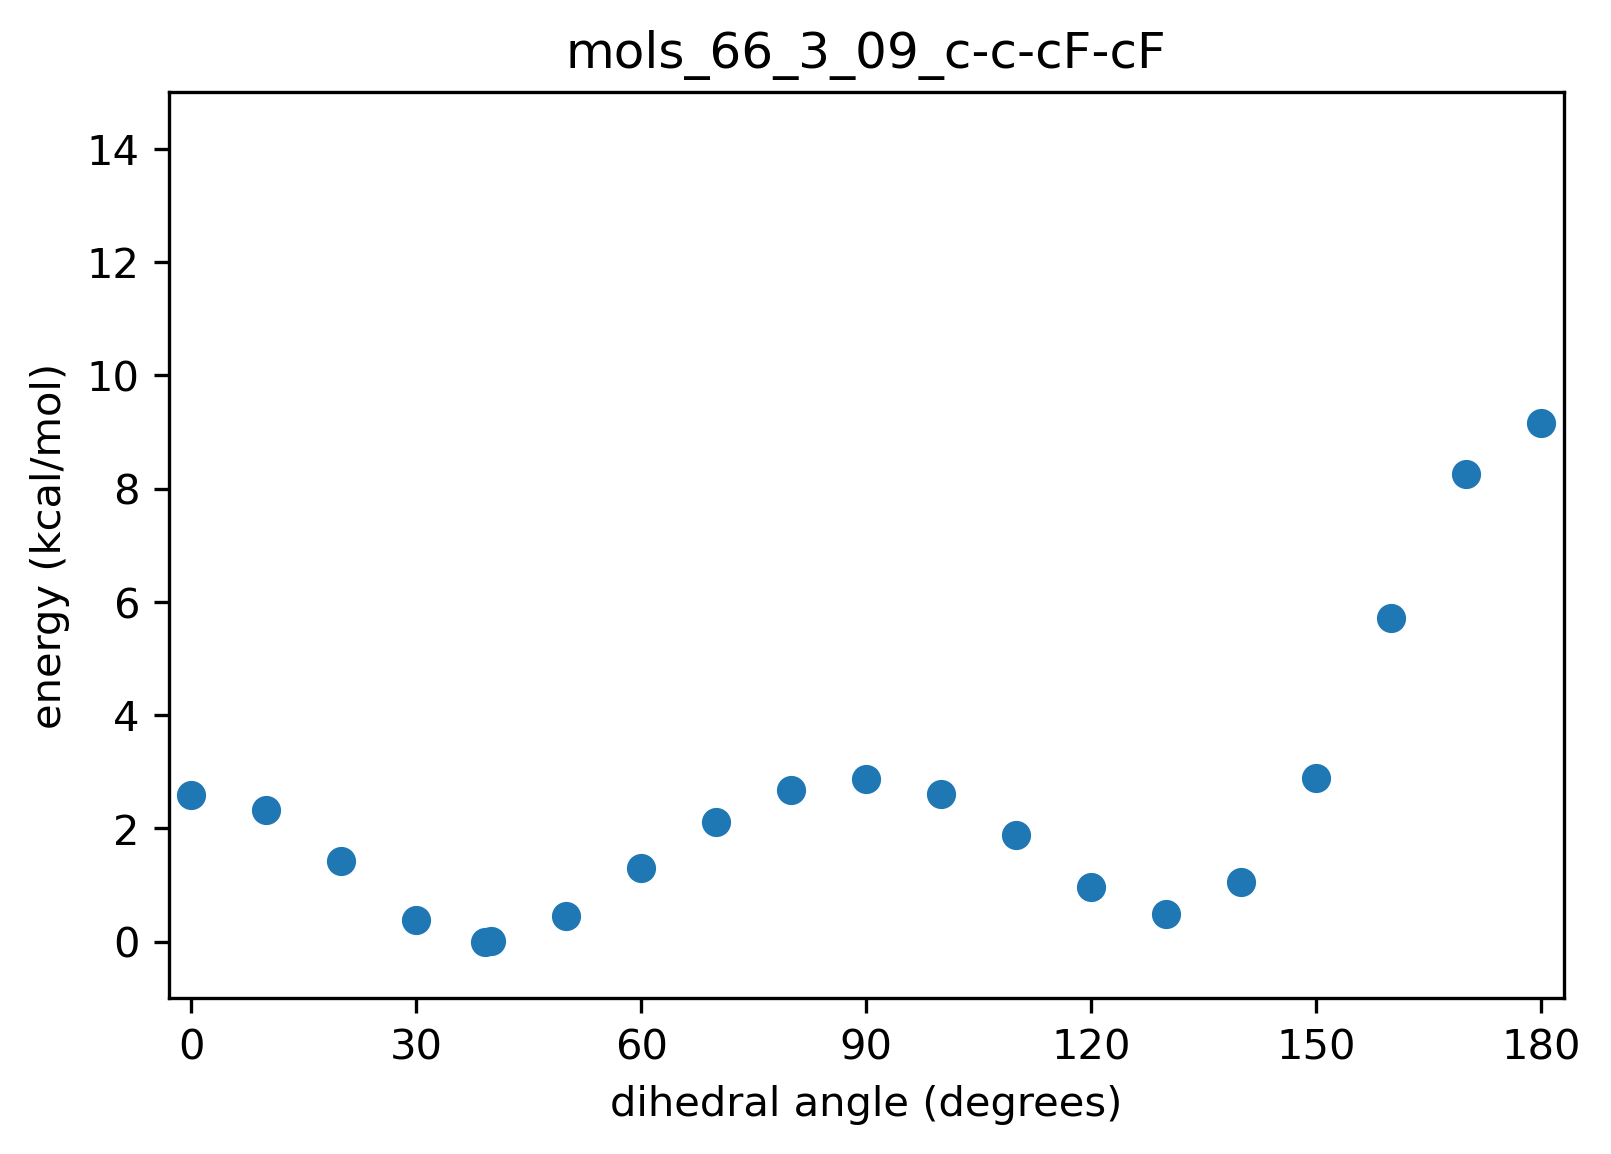 mols_66_3_09_c-c-cF-cF
14
12
10
8
6
4
2
0
energy (kcal/mol)
0 30 60 90 120 150 180
dihedral angle (degrees)